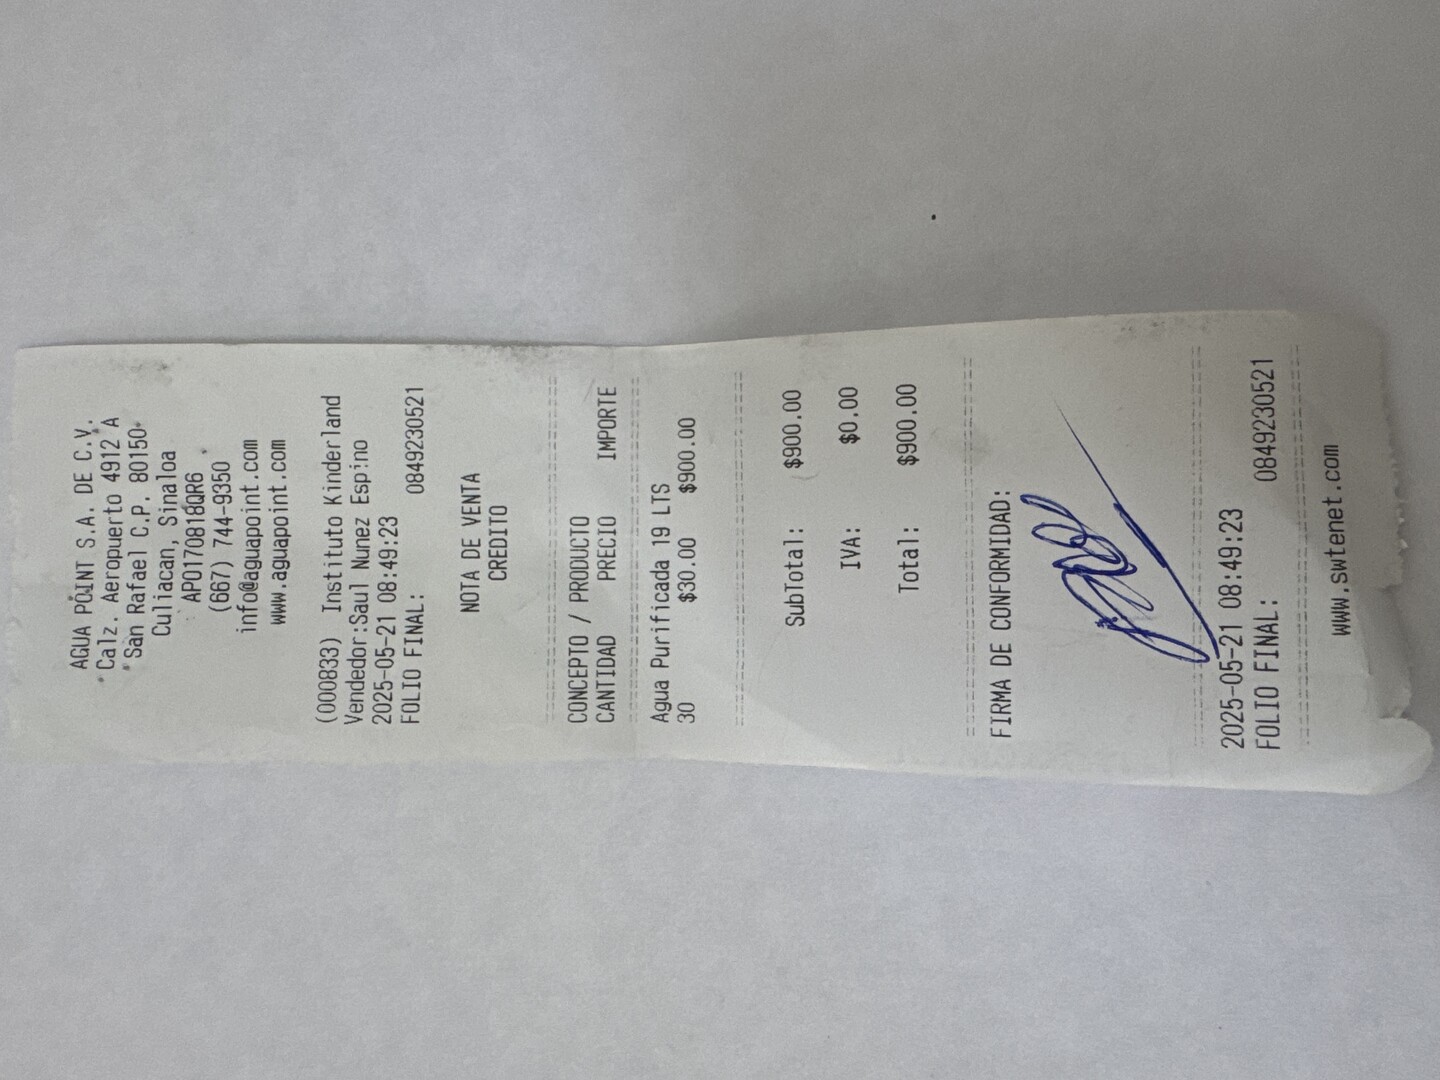 AGUA POINT S.A. DE C.V.
Calz. Aeropuerto 4912 A
San Rafael C.P. 80150
Culiacan, Sinaloa
APO170818QR6
(667) 744-9350
info@aguapoint.com
www.aguapoint.com
(000833) Instituto Kinderland
Vendedor:Saul Nunez Espino
2025-05-21 08:49:23
FOLIO FINAL: 0849230521
NOTA DE VENTA
CREDITO
CONCEPTO / PRODUCTO
CANTIDAD PRECIO IMPORTE
Agua Purificada 19 LTS
30 $30.00 $900.00
SubTotal: $900.00
IVA: $0.00
Total: $900.00
FIRMA DE CONFORMIDAD:
2025-05-21 08:49:23
FOLIO FINAL: 0849230521
www.swtenet.com